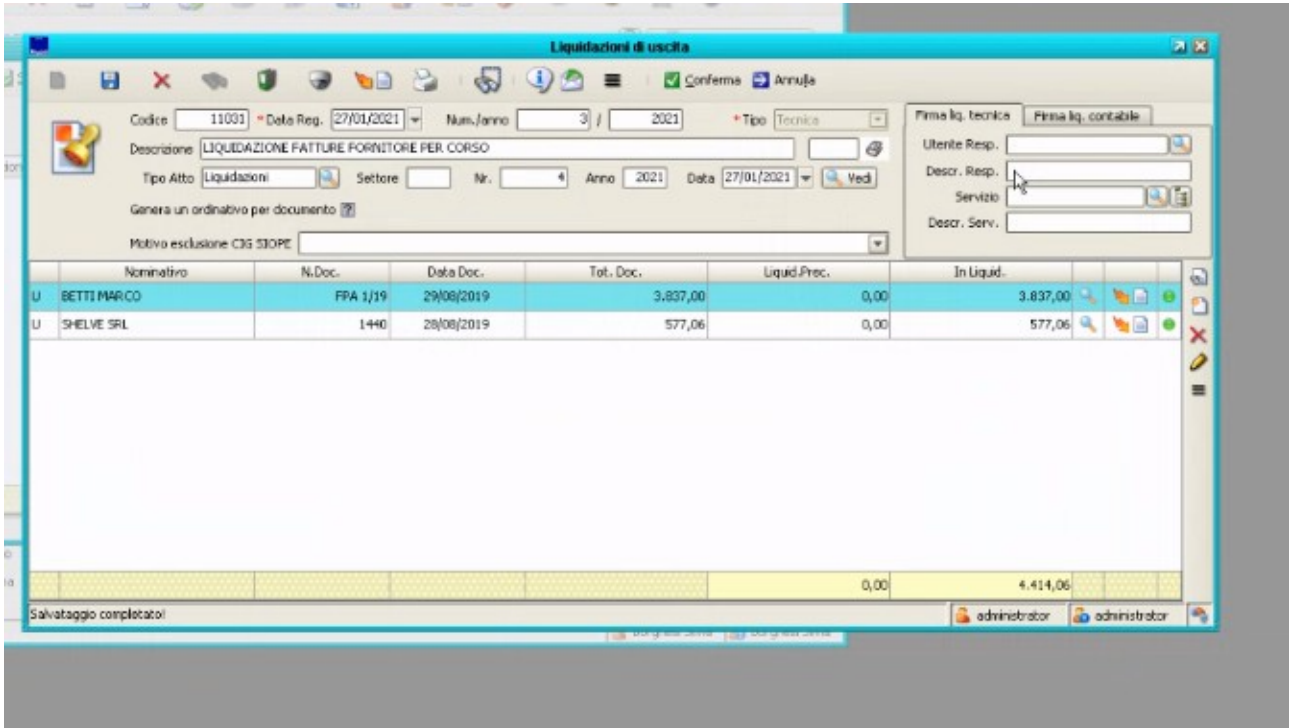 Liquidazioni di uscita
Conferma Annulla
Codice 11031 *Data Reg. 27/01/2021 Num./anno 3 / 2021 *Tipo Tecnica
Firma liq. tecnica Firma liq. contabile
Descrizione LIQUIDAZIONE FATTURE FORNITORE PER CORSO
Utente Resp.
Tipo Atto Liquidazioni Settore Nr. 4 Anno 2021 Data 27/01/2021 Vedi
Descr. Resp.
Servizio
Genera un ordinativo per documento ?
Descr. Serv.
Motivo esclusione CIG SIOPE
Nominativo N.Doc. Data Doc. Tot. Doc. Liquid.Prec. In Liquid.
U BETTI MARCO FPA 1/19 29/08/2019 3.837,00 0,00 3.837,00
U SHELVE SRL 1440 28/08/2019 577,06 0,00 577,06
0,00 4.414,06
Salvataggio completato! administrator administrator